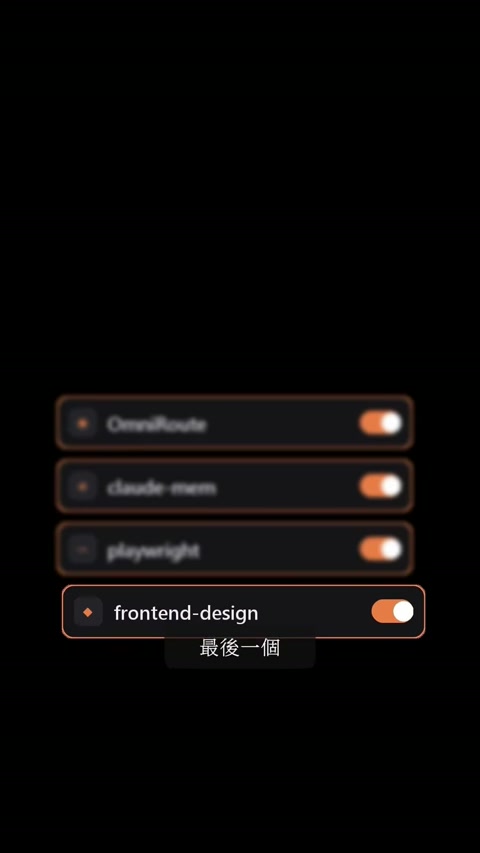 OmniRoute
claude-mem
playwright
frontend-design
最後一個